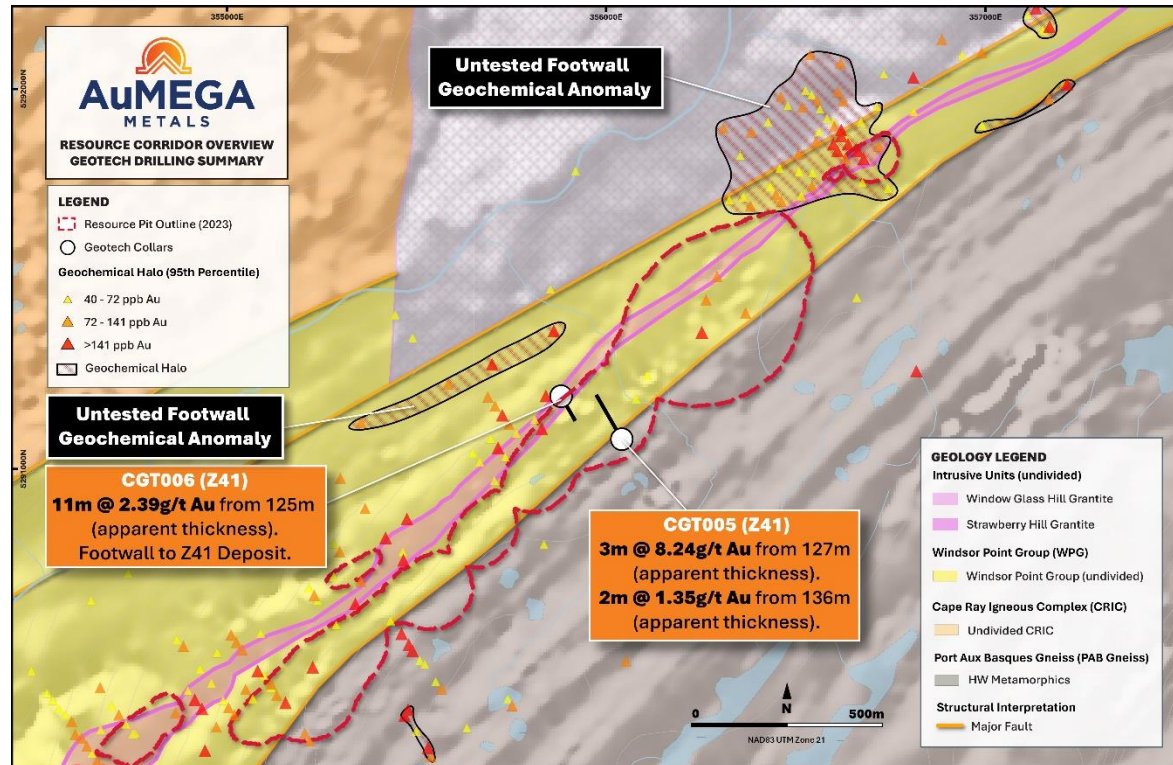 355000E
356000E
357000E
5292000N
5291000N
AuMEGA
METALS
RESOURCE CORRIDOR OVERVIEW
GEOTECH DRILLING SUMMARY
LEGEND
Resource Pit Outline (2023)
Geotech Collars
Geochemical Halo (95th Percentile)
40 - 72 ppb Au
72 - 141 ppb Au
>141 ppb Au
Geochemical Halo
Untested Footwall
Geochemical Anomaly
Untested Footwall
Geochemical Anomaly
CGT006 (Z41)
11m @ 2.39g/t Au from 125m
(apparent thickness).
Footwall to Z41 Deposit.
CGT005 (Z41)
3m @ 8.24g/t Au from 127m
(apparent thickness).
2m @ 1.35g/t Au from 136m
(apparent thickness).
N
0 500m
NAD83 UTM Zone 21
GEOLOGY LEGEND
Intrusive Units (undivided)
Window Glass Hill Grantite
Strawberry Hill Grantite
Windsor Point Group (WPG)
Windsor Point Group (undivided)
Cape Ray Igneous Complex (CRIC)
Undivided CRIC
Port Aux Basques Gneiss (PAB Gneiss)
HW Metamorphics
Structural Interpretation
Major Fault